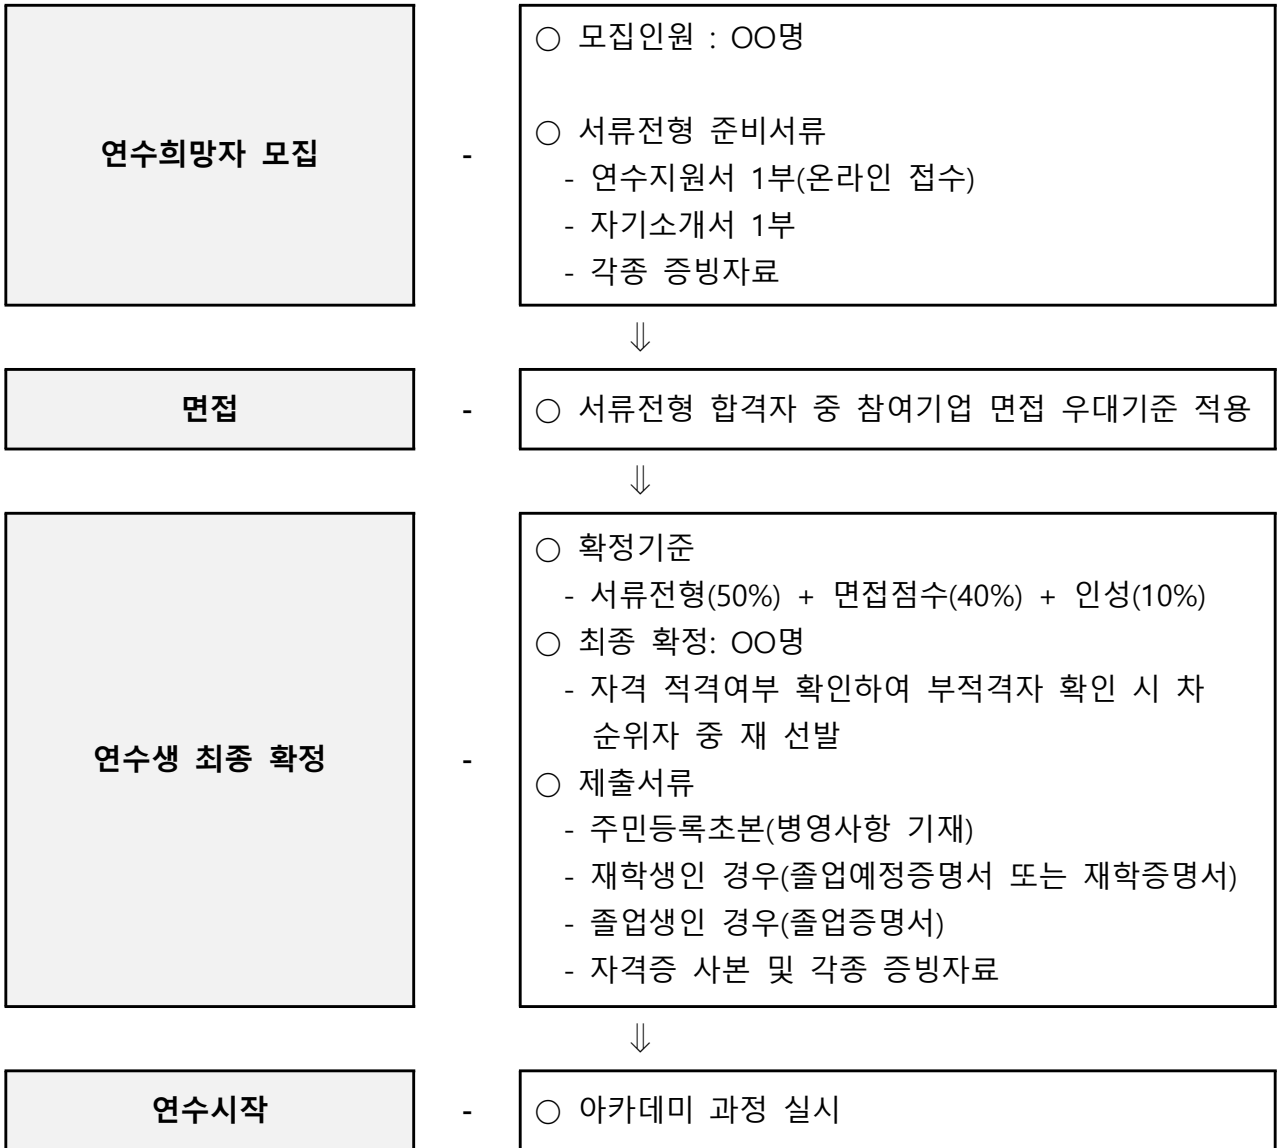 연수희망자 모집
-
○ 모집인원 : OO명
○ 서류전형 준비서류
- 연수지원서 1부(온라인 접수)
- 자기소개서 1부
- 각종 증빙자료
⇓
면접
-
○ 서류전형 합격자 중 참여기업 면접 우대기준 적용
⇓
연수생 최종 확정
-
○ 확정기준
- 서류전형(50%) + 면접점수(40%) + 인성(10%)
○ 최종 확정: OO명
- 자격 적격여부 확인하여 부적격자 확인 시 차
순위자 중 재 선발
○ 제출서류
- 주민등록초본(병영사항 기재)
- 재학생인 경우(졸업예정증명서 또는 재학증명서)
- 졸업생인 경우(졸업증명서)
- 자격증 사본 및 각종 증빙자료
⇓
연수시작
-
○ 아카데미 과정 실시